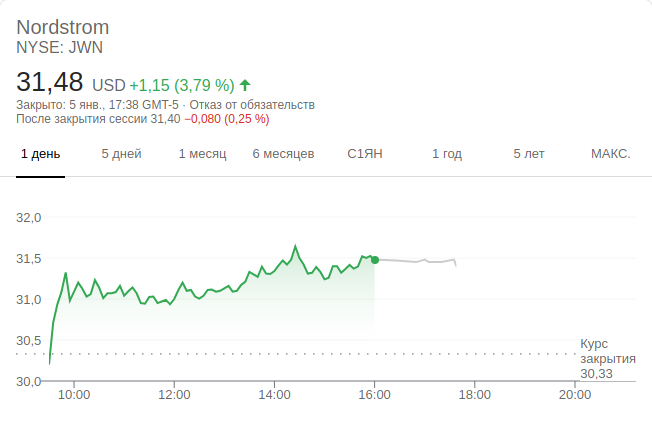 Nordstrom
NYSE: JWN
31,48 USD +1,15 (3,79 %)
Закрыто: 5 янв., 17:38 GMT-5 · Отказ от обязательств
После закрытия сессии 31,40 −0,080 (0,25 %)
1 день 5 дней 1 месяц 6 месяцев С1ЯН 1 год 5 лет МАКС.
32,0
31,5
31,0
30,5
Курс
закрытия
30,33
30,0
10:00 12:00 14:00 16:00 18:00 20:00